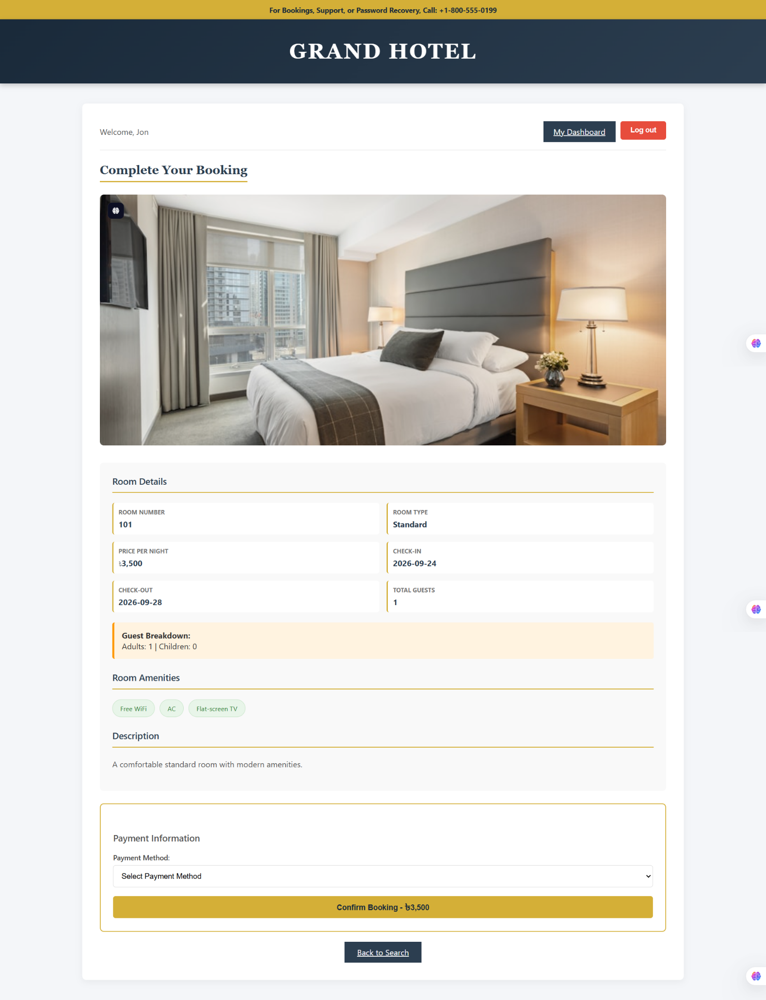 For Bookings, Support, or Password Recovery, Call: +1-800-555-0199
GRAND HOTEL
Welcome, Jon
My Dashboard
Log out
Complete Your Booking
Room Details
ROOM NUMBER
101
ROOM TYPE
Standard
PRICE PER NIGHT
৳3,500
CHECK-IN
2026-09-24
CHECK-OUT
2026-09-28
TOTAL GUESTS
1
Guest Breakdown:
Adults: 1 | Children: 0
Room Amenities
Free WiFi
AC
Flat-screen TV
Description
A comfortable standard room with modern amenities.
Payment Information
Payment Method:
Select Payment Method
Confirm Booking - ৳3,500
Back to Search